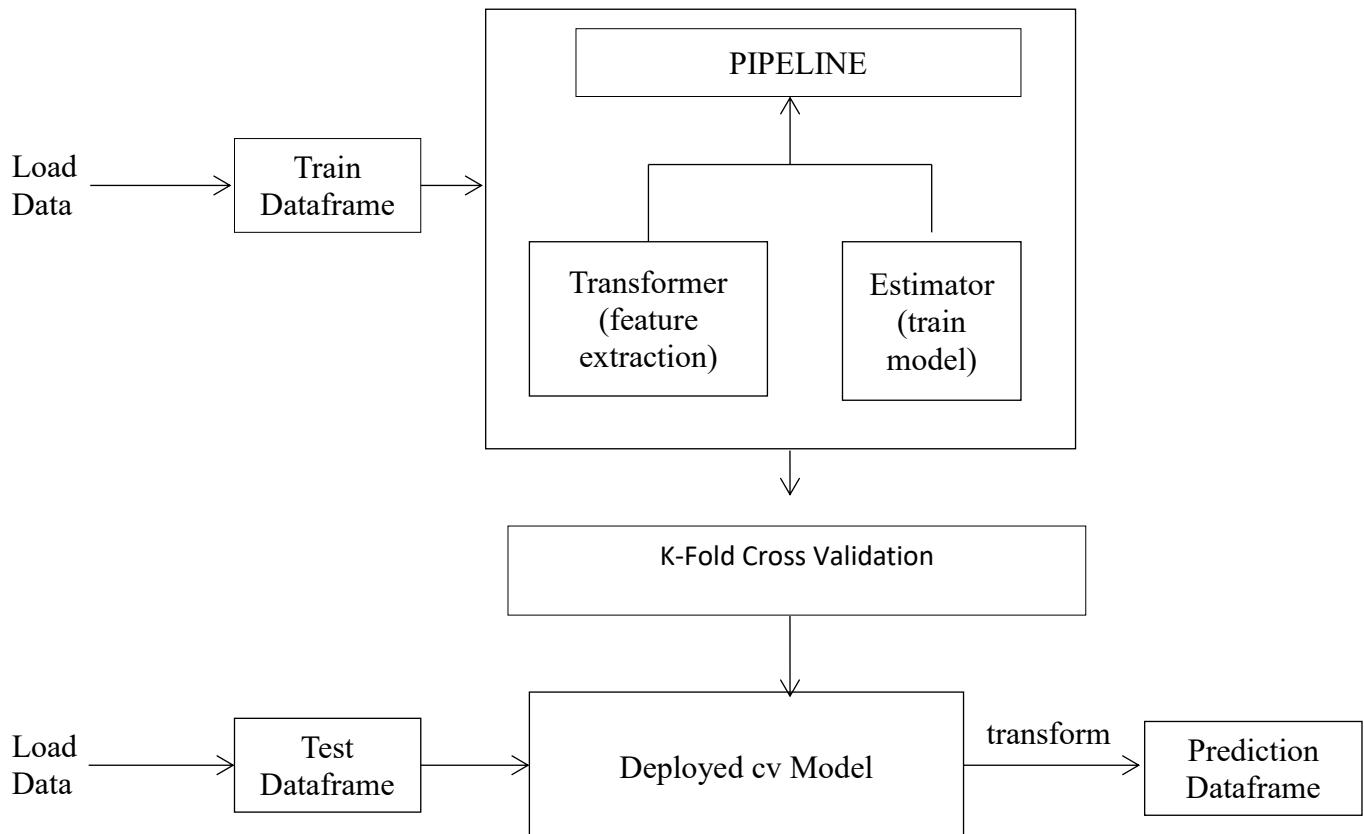 PIPELINE
Load
Data
Train
Dataframe
Transformer
(feature
extraction)
Estimator
(train
model)
K-Fold Cross Validation
Load
Data
Test
Dataframe
Deployed cv Model
transform
Prediction
Dataframe